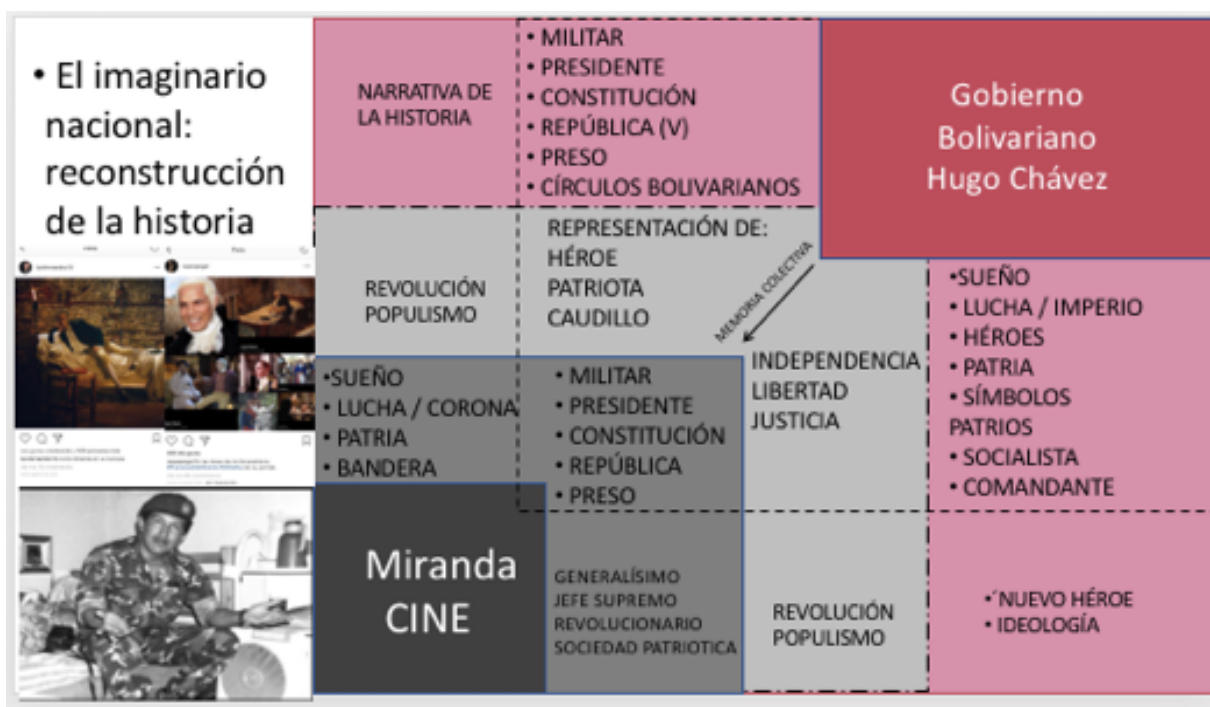 • El imaginario
nacional:
reconstrucción
de la historia
NARRATIVA DE
LA HISTORIA
• MILITAR
• PRESIDENTE
• CONSTITUCIÓN
• REPÚBLICA (V)
• PRESO
• CÍRCULOS BOLIVARIANOS
Gobierno
Bolivariano
Hugo Chávez
REVOLUCIÓN
POPULISMO
REPRESENTACIÓN DE:
HÉROE
PATRIOTA
CAUDILLO
MEMORIA COLECTIVA
INDEPENDENCIA
LIBERTAD
JUSTICIA
•SUEÑO
• LUCHA / IMPERIO
• HÉROES
• PATRIA
• SÍMBOLOS
PATRIOS
• SOCIALISTA
• COMANDANTE
•SUEÑO
• LUCHA / CORONA
• PATRIA
• BANDERA
• MILITAR
• PRESIDENTE
• CONSTITUCIÓN
• REPÚBLICA
• PRESO
Miranda
CINE
GENERALÍSIMO
JEFE SUPREMO
REVOLUCIONARIO
SOCIEDAD PATRIOTICA
REVOLUCIÓN
POPULISMO
•´NUEVO HÉROE
• IDEOLOGÍA